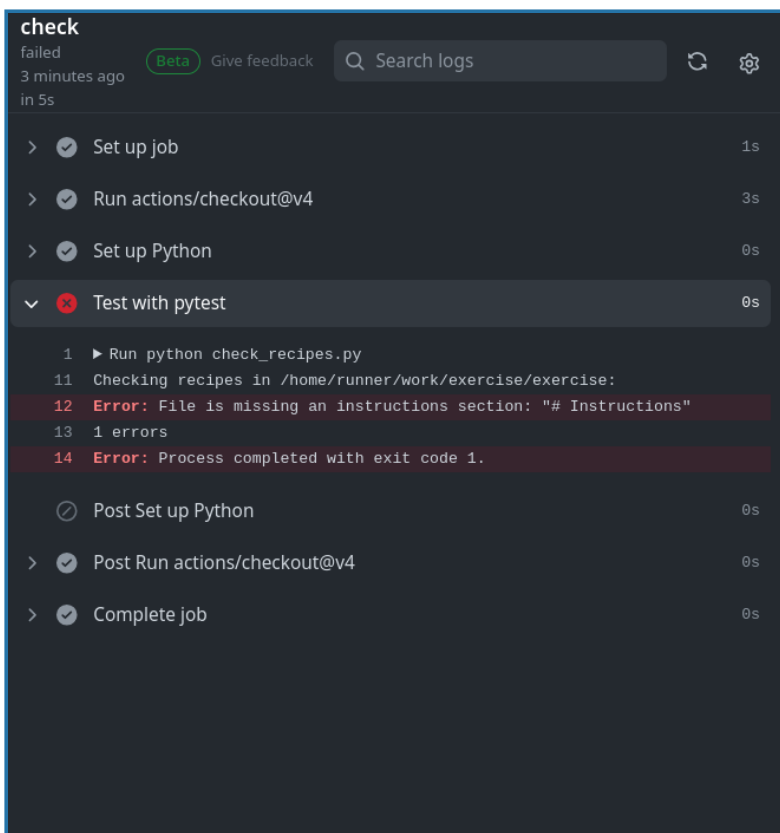 check
failed
3 minutes ago
in 5s
Beta Give feedback
Search logs
Set up job 1s
Run actions/checkout@v4 3s
Set up Python 0s
Test with pytest 0s
1 Run python check_recipes.py
11 Checking recipes in /home/runner/work/exercise/exercise:
12 Error: File is missing an instructions section: "# Instructions"
13 1 errors
14 Error: Process completed with exit code 1.
Post Set up Python 0s
Post Run actions/checkout@v4 0s
Complete job 0s